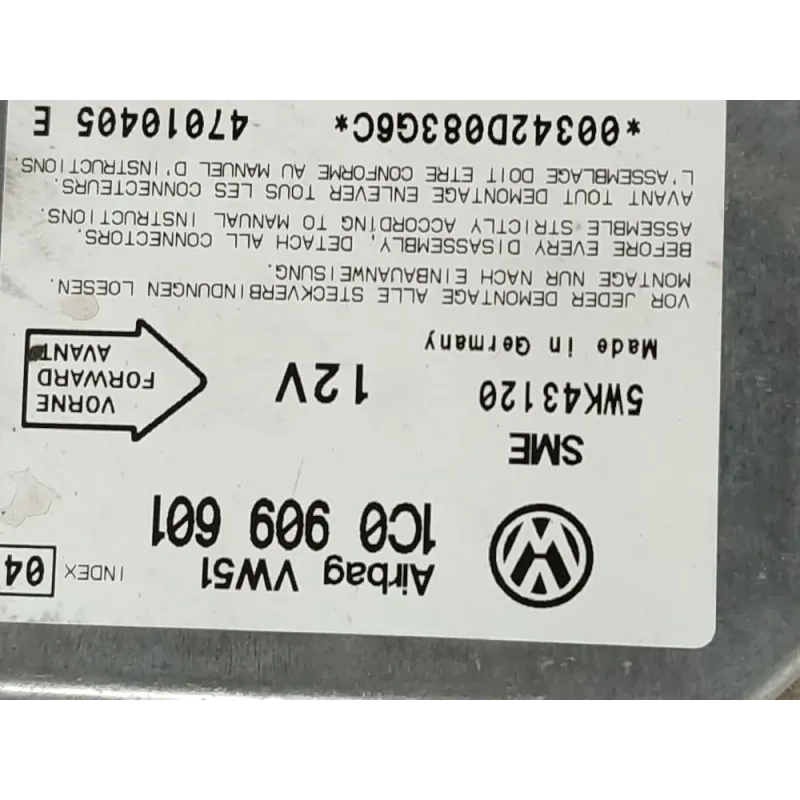 Airbag VW51 INDEX 04
1C0 909 601
SME
5WK43120 12V
Made in Germany
VORNE
FORWARD
AVANT
VOR JEDER DEMONTAGE ALLE STECKVERBINDUNGEN LOESEN.
MONTAGE NUR NACH EINBAUANWEISUNG.
BEFORE EVERY DISASSEMBLY, DETACH ALL CONNECTORS.
ASSEMBLE STRICTLY ACCORDING TO MANUAL INSTRUCTIONS.
AVANT TOUT DEMONTAGE ENLEVER TOUS LES CONNECTEURS.
L'ASSEMBLAGE DOIT ETRE CONFORME AU MANUEL D'INSTRUCTIONS.
*00342D083G6C* 47010405 E